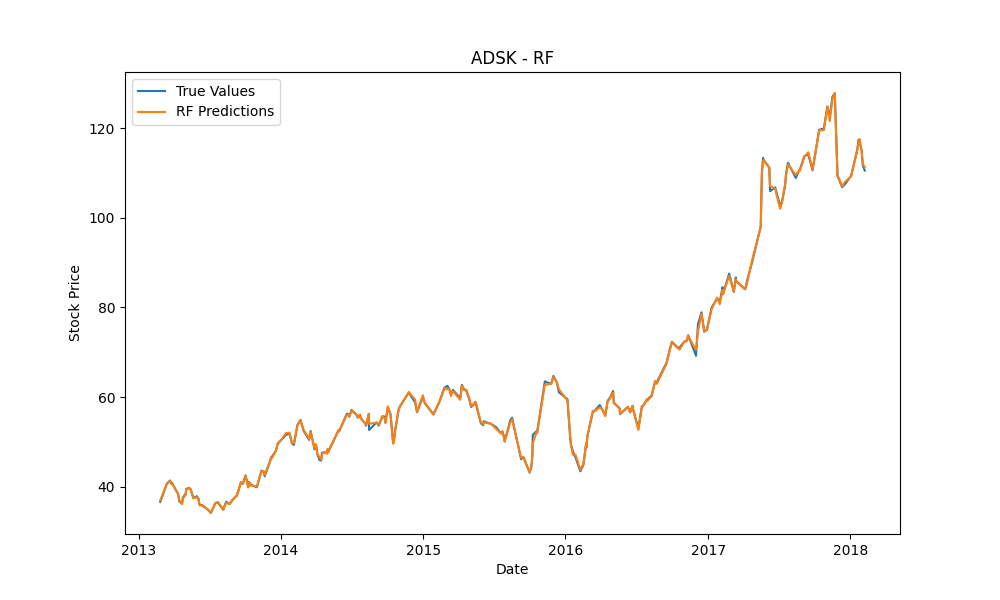 ADSK - RF
True Values
RF Predictions
120
100
80
60
40
Stock Price
2013 2014 2015 2016 2017 2018
Date